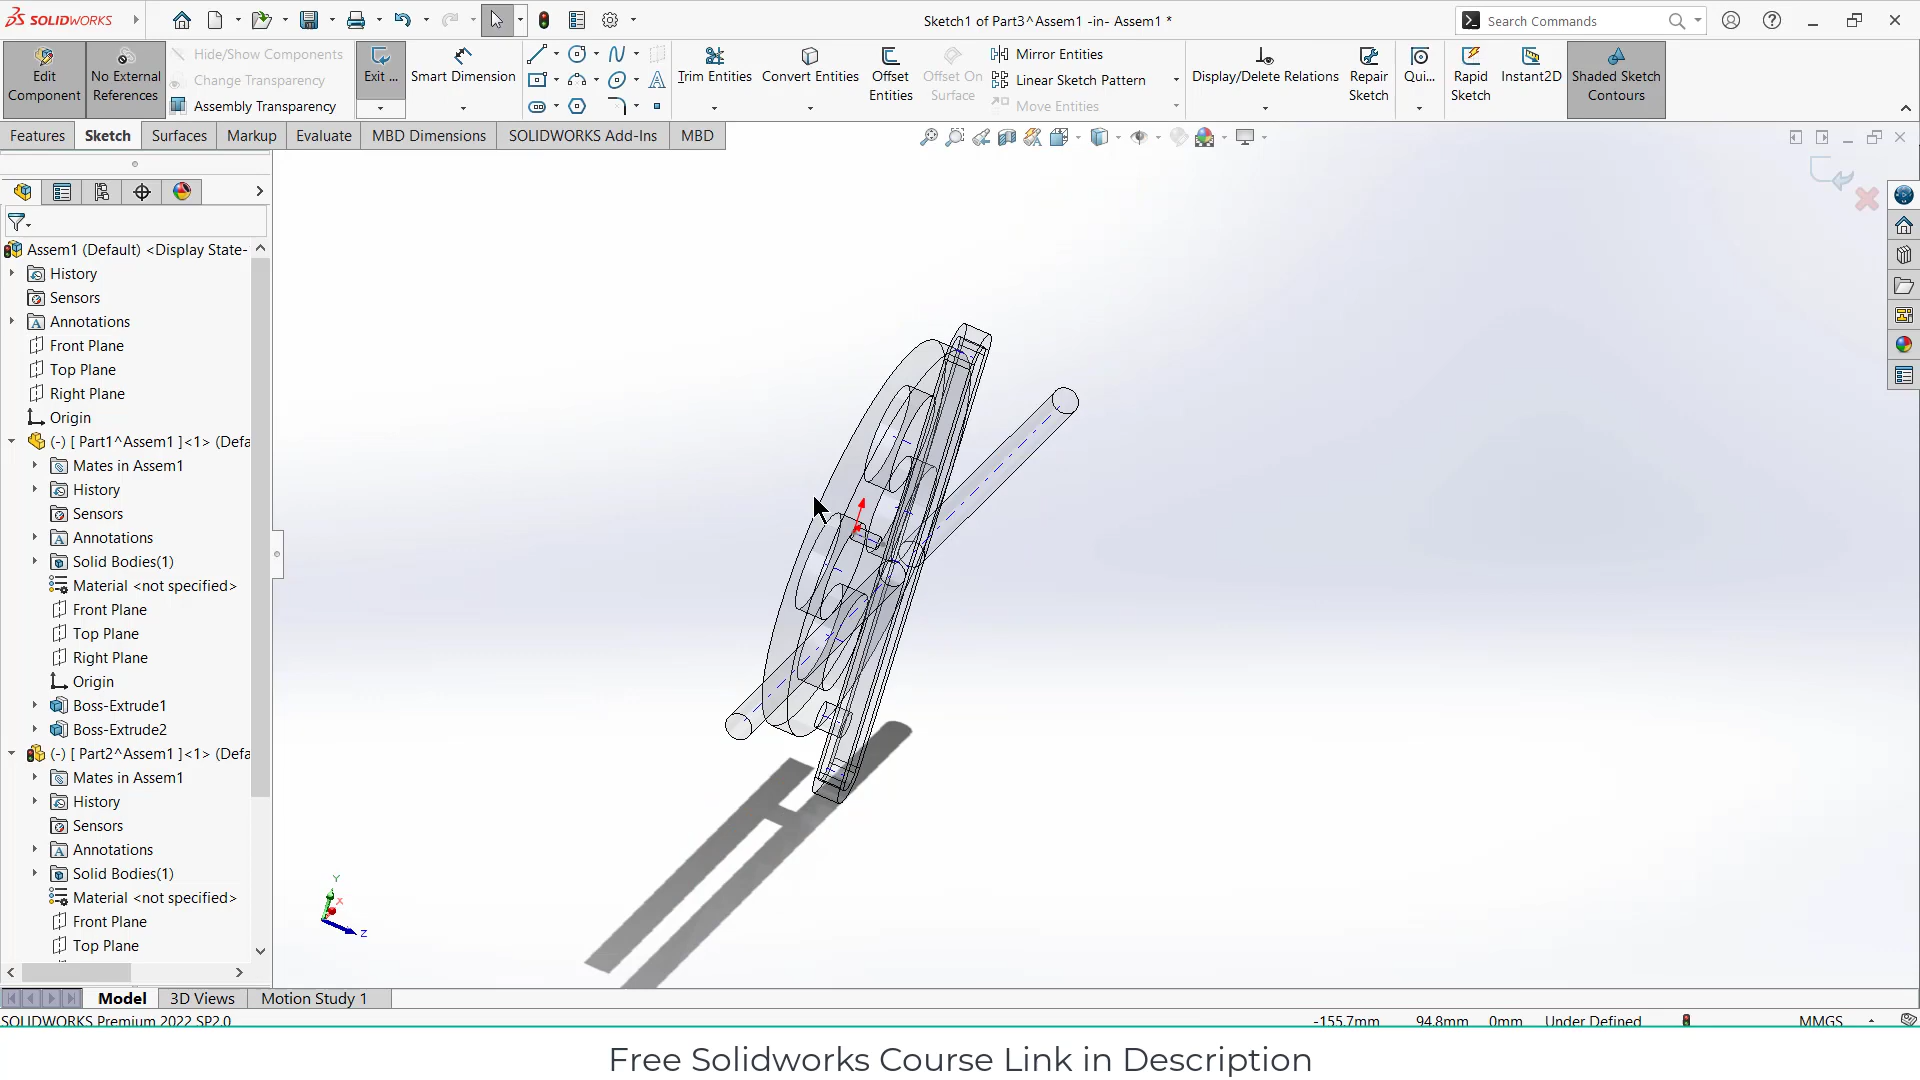 SOLIDWORKS
Sketch1 of Part3^Assem1 -in- Assem1 *
Search Commands
Edit Component
No External References
Hide/Show Components
Change Transparency
Assembly Transparency
Exit ...
Smart Dimension
Trim Entities
Convert Entities
Offset Entities
Offset On Surface
Mirror Entities
Linear Sketch Pattern
Move Entities
Display/Delete Relations
Repair Sketch
Qui...
Rapid Sketch
Instant2D
Shaded Sketch Contours
Features
Sketch
Surfaces
Markup
Evaluate
MBD Dimensions
SOLIDWORKS Add-Ins
MBD
Assem1 (Default) <Display State-
History
Sensors
Annotations
Front Plane
Top Plane
Right Plane
Origin
(-) [ Part1^Assem1 ]<1> (Defa
Mates in Assem1
History
Sensors
Annotations
Solid Bodies(1)
Material <not specified>
Front Plane
Top Plane
Right Plane
Origin
Boss-Extrude1
Boss-Extrude2
(-) [ Part2^Assem1 ]<1> (Defa
Mates in Assem1
History
Sensors
Annotations
Solid Bodies(1)
Material <not specified>
Front Plane
Top Plane
Y
X
Z
Model
3D Views
Motion Study 1
SOLIDWORKS Premium 2022 SP2.0
-155.7mm
94.8mm
0mm
Under Defined
MMGS
Free Solidworks Course Link in Description